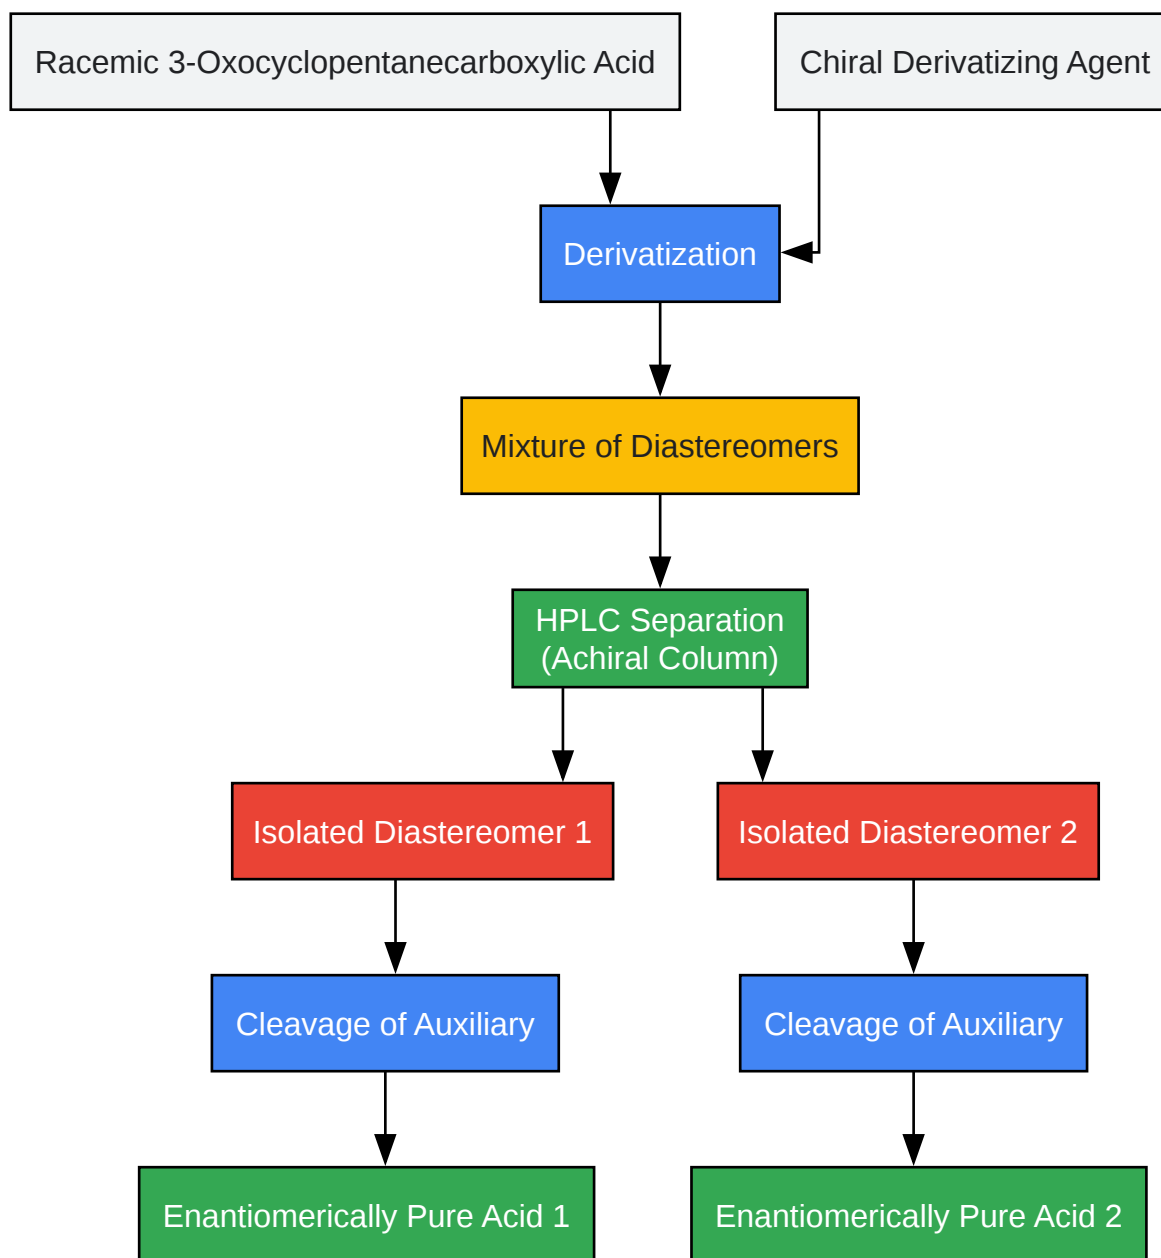 Racemic 3-Oxocyclopentanecarboxylic Acid
Chiral Derivatizing Agent
Derivatization
Mixture of Diastereomers
HPLC Separation
(Achiral Column)
Isolated Diastereomer 1
Isolated Diastereomer 2
Cleavage of Auxiliary
Cleavage of Auxiliary
Enantiomerically Pure Acid 1
Enantiomerically Pure Acid 2